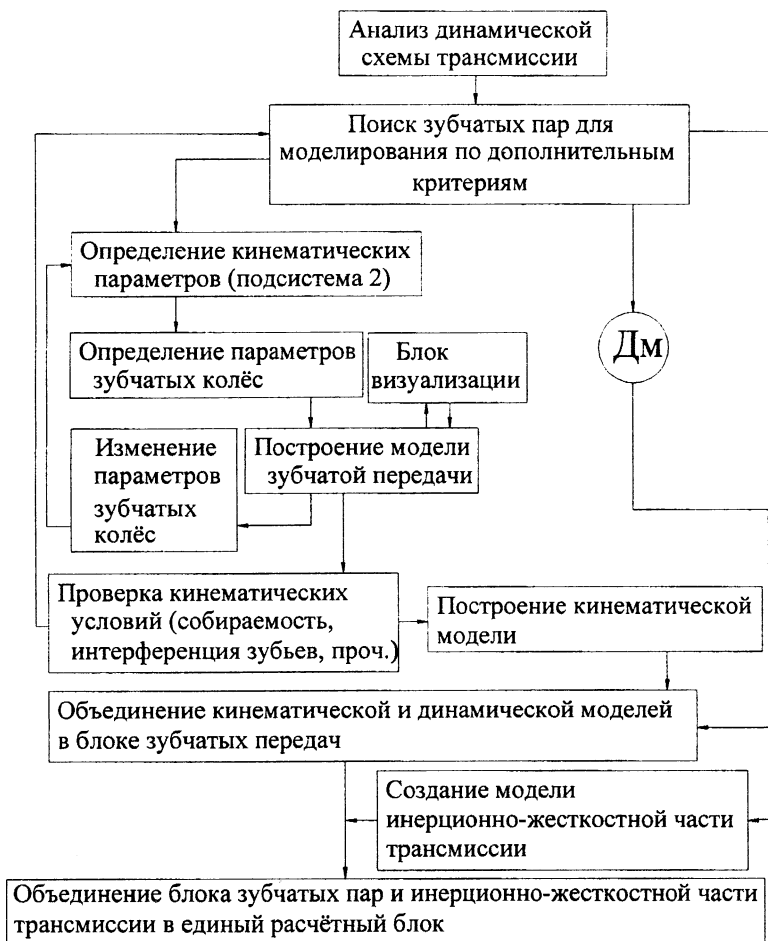 Анализ динамической
схемы трансмиссии
Поиск зубчатых пар для
моделирования по дополнительным
критериям
Определение кинематических
параметров (подсистема 2)
Дм
Определение параметров
зубчатых колёс
Блок
визуализации
Изменение
параметров
зубчатых
колёс
Построение модели
зубчатой передачи
Проверка кинематических
условий (собираемость,
интерференция зубьев, проч.)
Построение кинематической
модели
Объединение кинематической и динамической моделей
в блоке зубчатых передач
Создание модели
инерционно-жесткостной части
трансмиссии
Объединение блока зубчатых пар и инерционно-жесткостной части
трансмиссии в единый расчётный блок